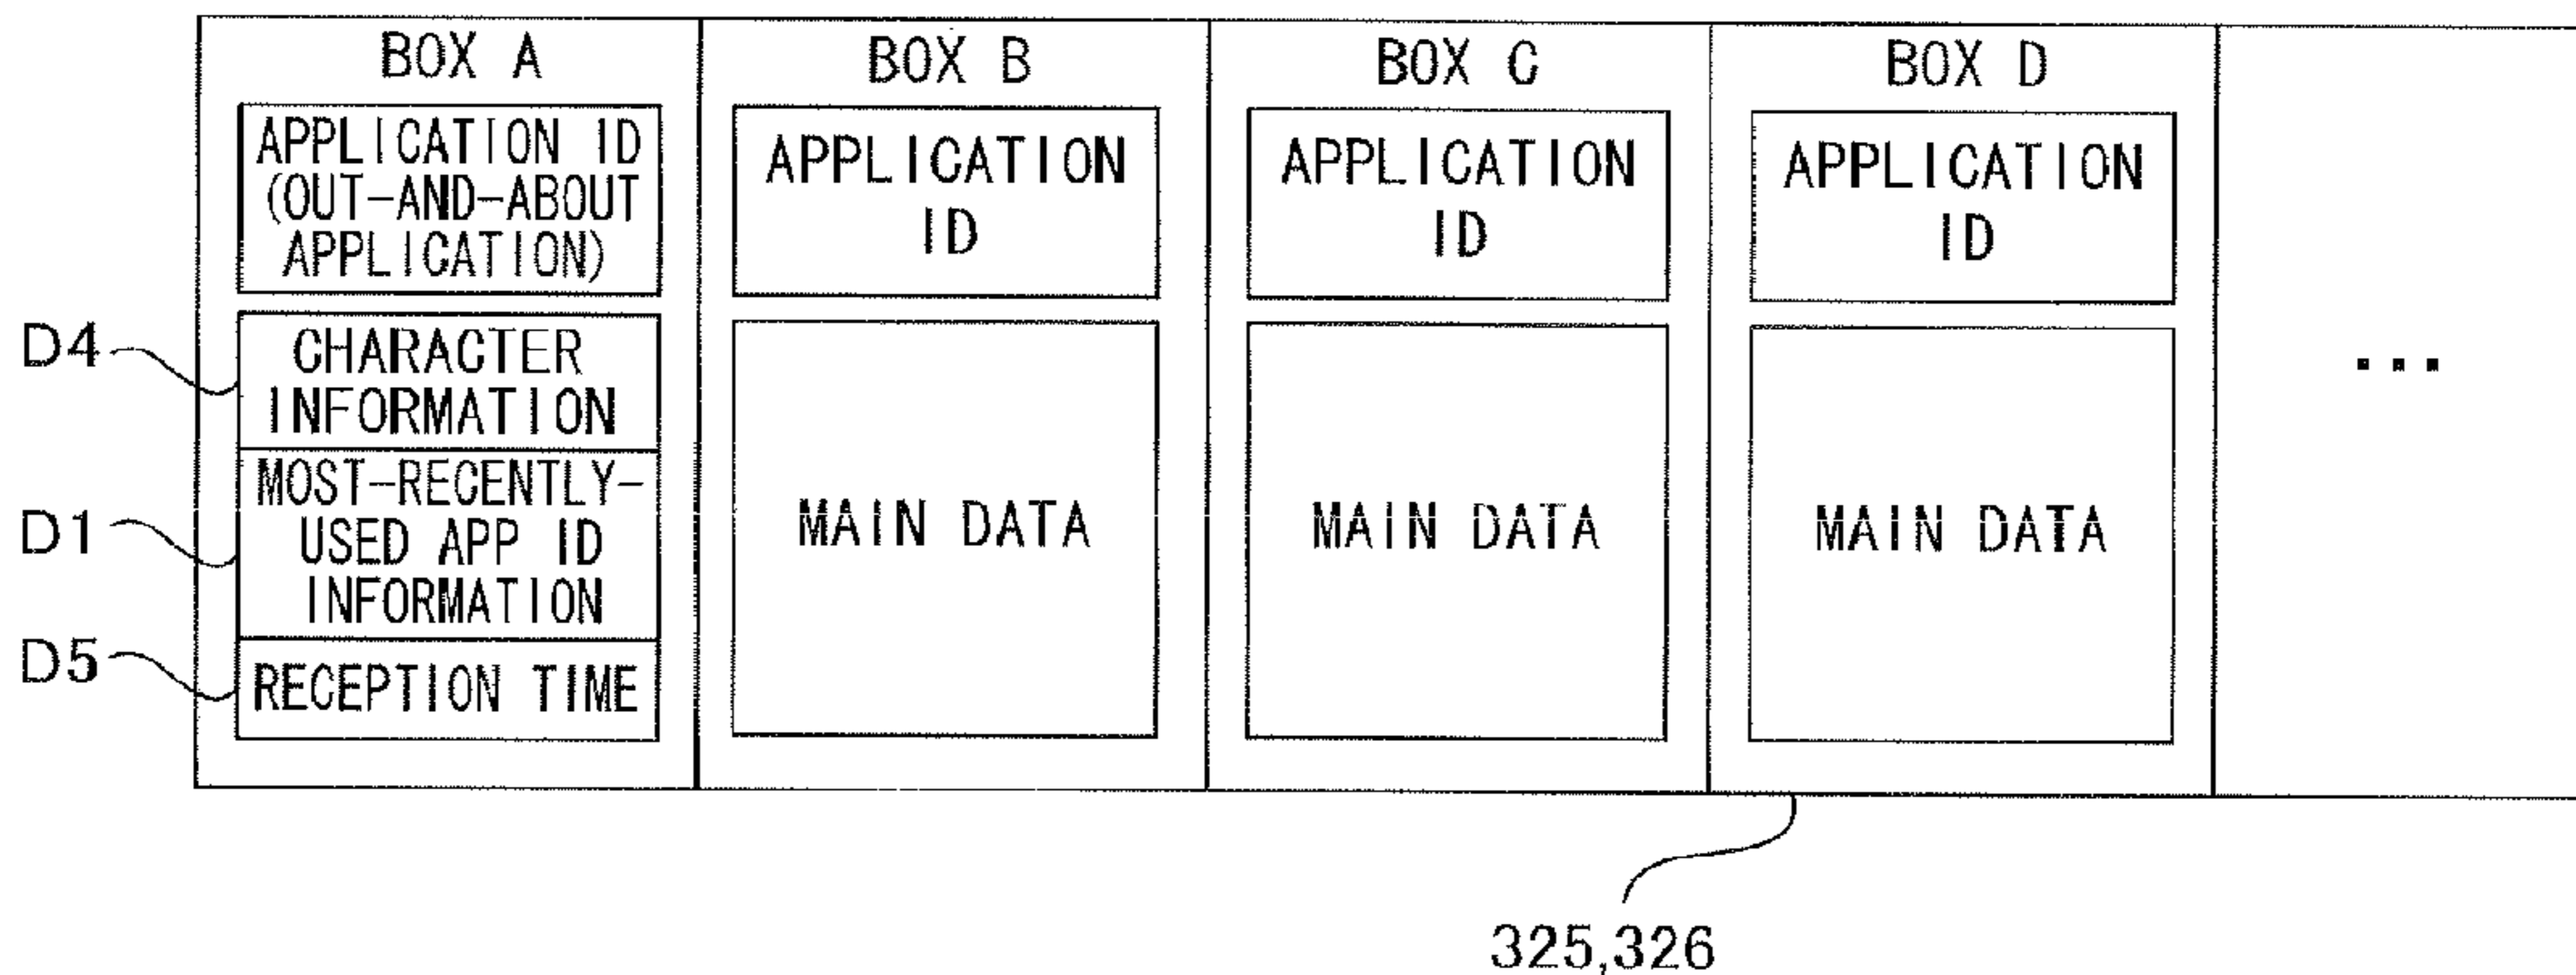 BOX A
APPLICATION ID
(OUT-AND-ABOUT
APPLICATION)
D4
CHARACTER
INFORMATION
D1
MOST-RECENTLY-
USED APP ID
INFORMATION
D5
RECEPTION TIME
BOX B
APPLICATION
ID
MAIN DATA
BOX C
APPLICATION
ID
MAIN DATA
BOX D
APPLICATION
ID
MAIN DATA
...
325,326